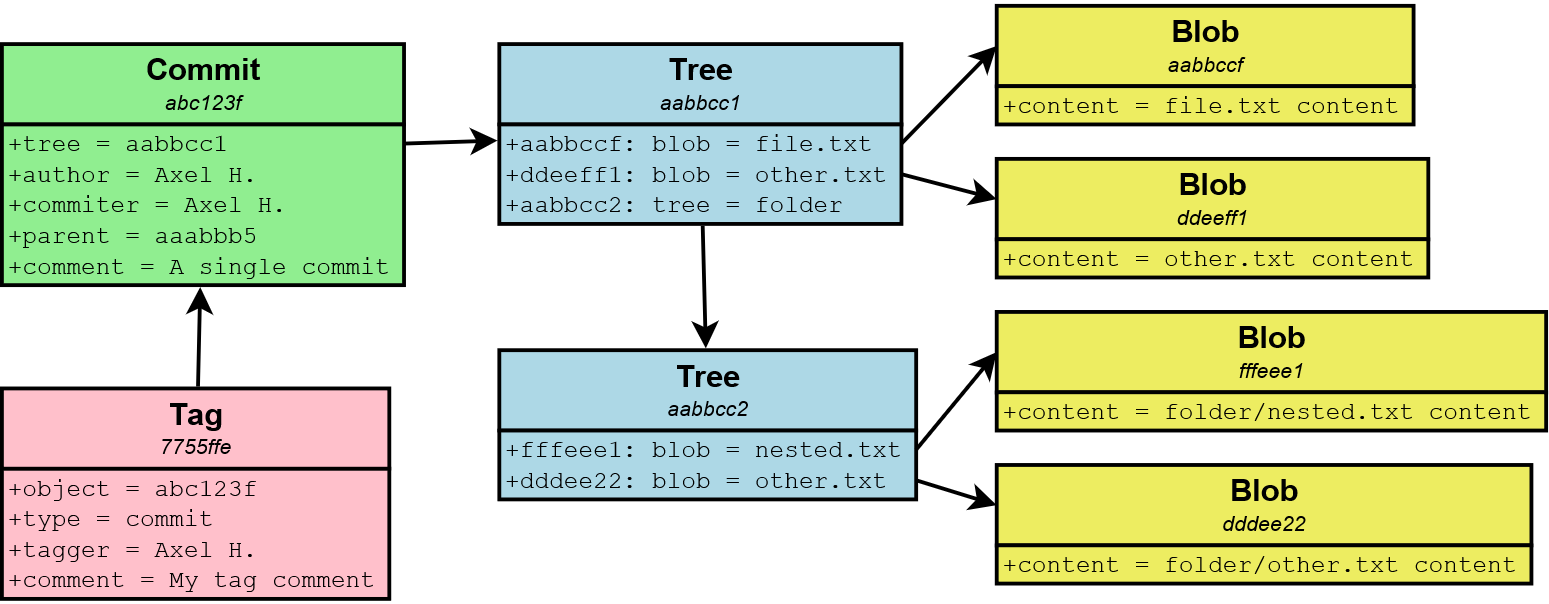 Commit
abc123f
+tree = aabbcc1
+author = Axel H.
+commiter = Axel H.
+parent = aaabbb5
+comment = A single commit
Tag
7755ffe
+object = abc123f
+type = commit
+tagger = Axel H.
+comment = My tag comment
Tree
aabbcc1
+aabbccf: blob = file.txt
+ddeeff1: blob = other.txt
+aabbcc2: tree = folder
Tree
aabbcc2
+fffeee1: blob = nested.txt
+dddee22: blob = other.txt
Blob
aabbccf
+content = file.txt content
Blob
ddeeff1
+content = other.txt content
Blob
fffeee1
+content = folder/nested.txt content
Blob
dddee22
+content = folder/other.txt content